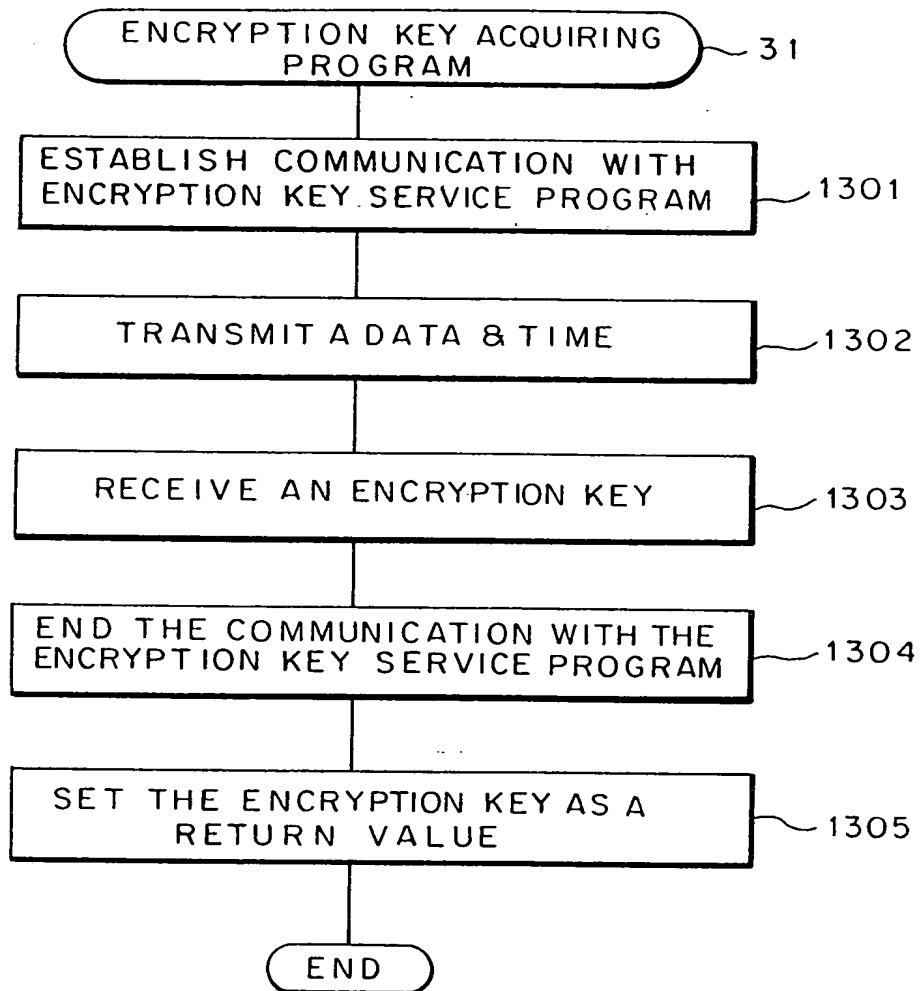 ENCRYPTION KEY ACQUIRING
PROGRAM
31
ESTABLISH COMMUNICATION WITH
ENCRYPTION KEY SERVICE PROGRAM
1301
TRANSMIT A DATA & TIME
1302
RECEIVE AN ENCRYPTION KEY
1303
END THE COMMUNICATION WITH THE
ENCRYPTION KEY SERVICE PROGRAM
1304
SET THE ENCRYPTION KEY AS A
RETURN VALUE
1305
END